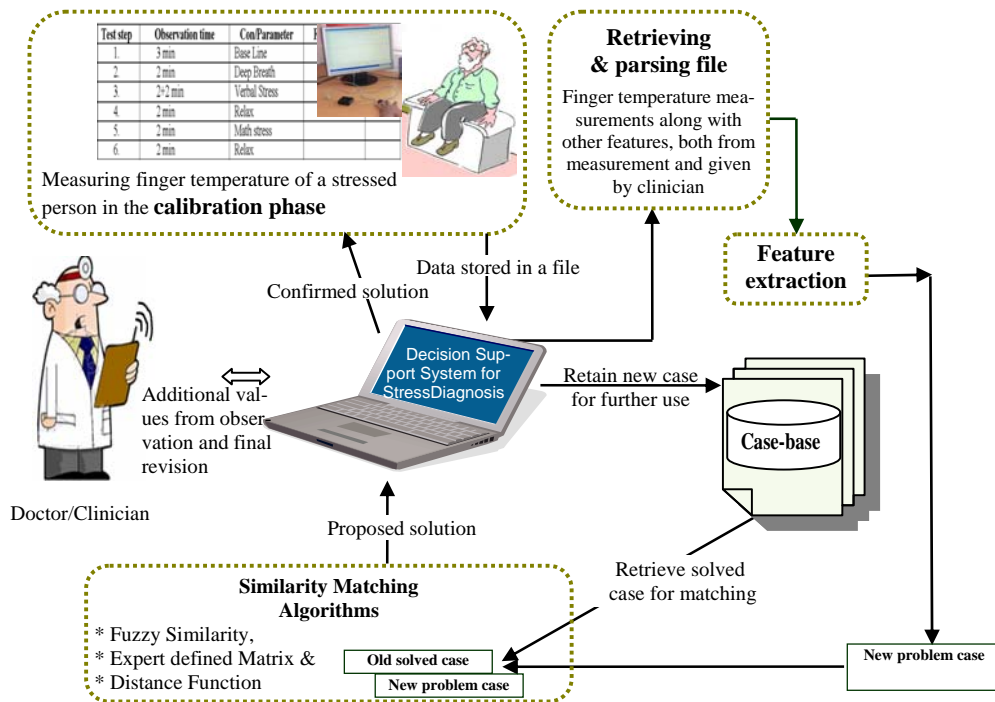 Test step Observation time Con/Parameter
1. 3 min Base Line
2. 2 min Deep Breath
3. 2+2 min Verbal Stress
4. 2 min Relax
5. 2 min Math stress
6. 2 min Relax
Measuring finger temperature of a stressed
person in the calibration phase
Retrieving
& parsing file
Finger temperature mea-
surements along with
other features, both from
measurement and given
by clinician
Feature
extraction
Data stored in a file
Confirmed solution
Decision Sup-
port System for
StressDiagnosis
Additional val-
ues from obser-
vation and final
revision
Doctor/Clinician
Retain new case
for further use
Case-base
Proposed solution
Retrieve solved
case for matching
Similarity Matching
Algorithms
* Fuzzy Similarity,
* Expert defined Matrix &
* Distance Function
Old solved case
New problem case
New problem case